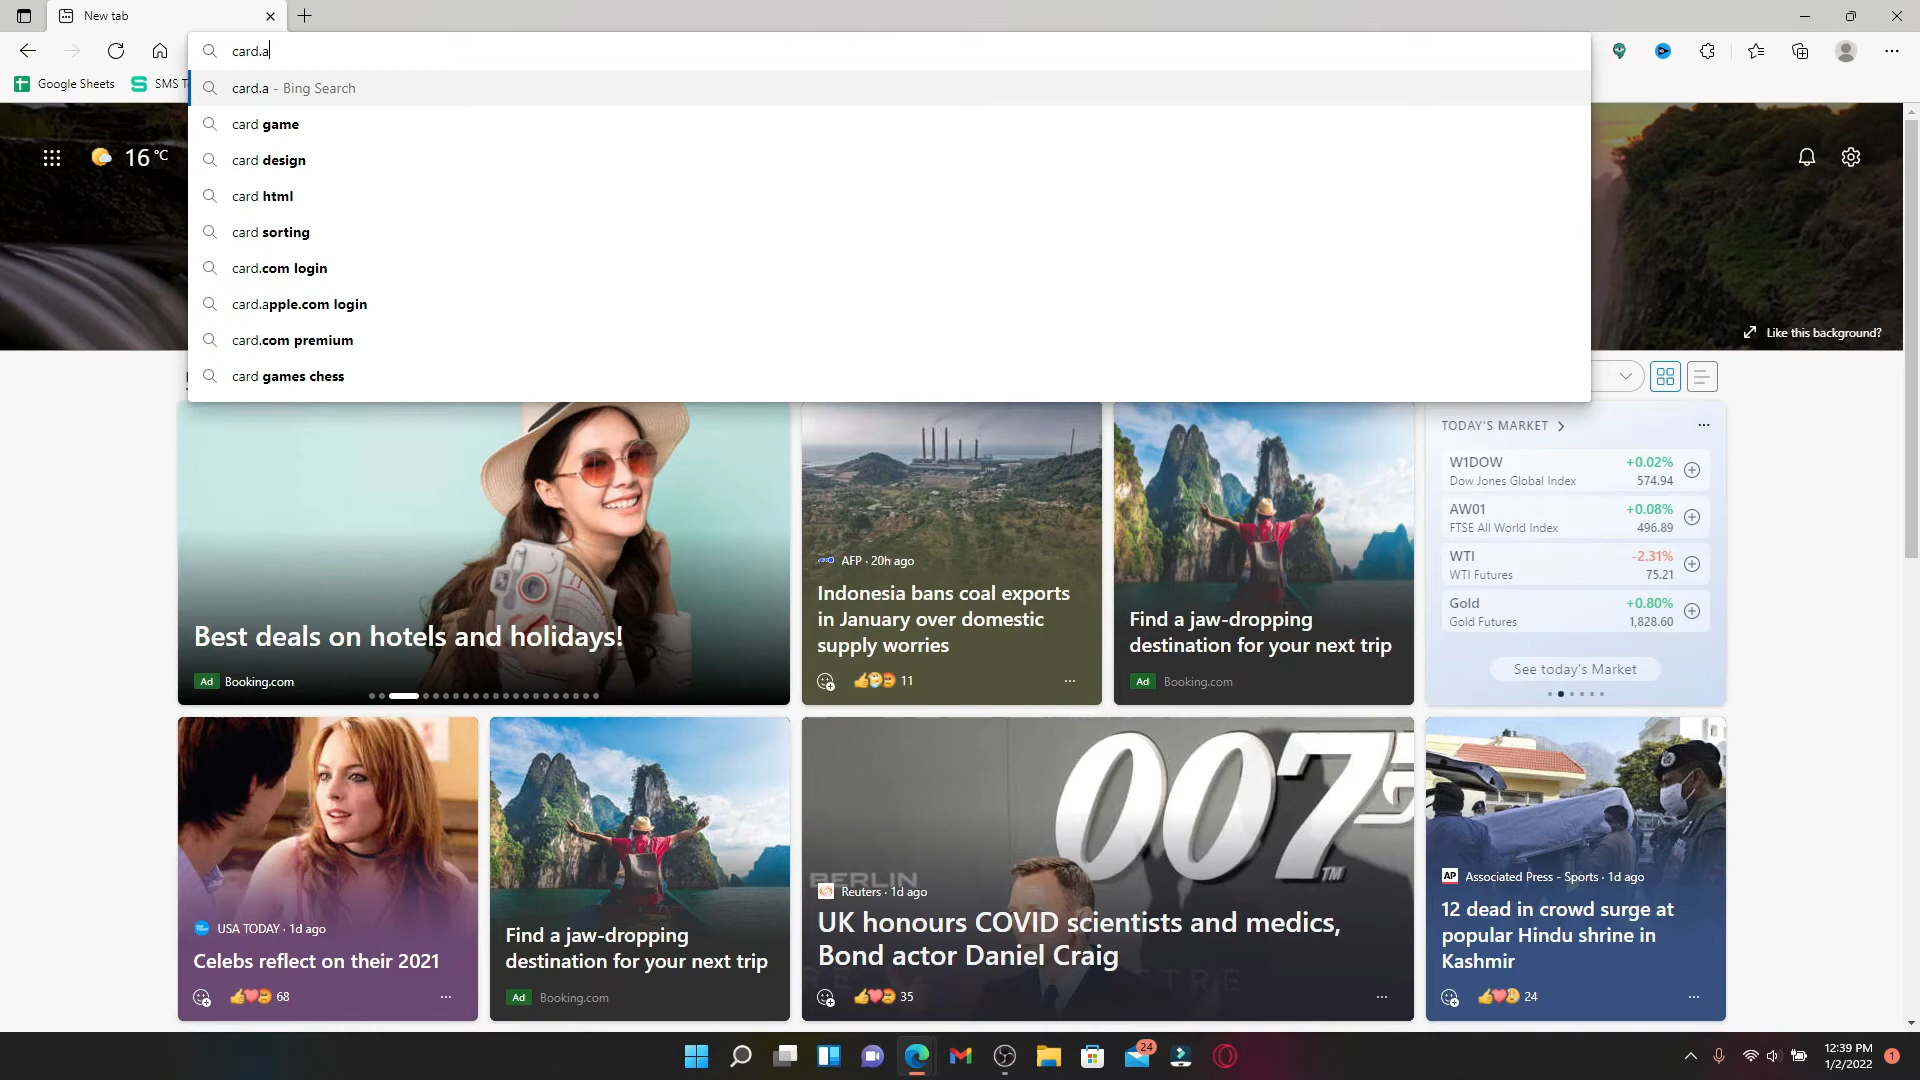 New tab
card.a
Google Sheets
SMS T
card.a - Bing Search
card game
card design
card html
card sorting
card.com login
card.apple.com login
card.com premium
card games chess
16 °C
Like this background?
Best deals on hotels and holidays!
Ad Booking.com
AFP · 20h ago
Indonesia bans coal exports
in January over domestic
supply worries
11
Find a jaw-dropping
destination for your next trip
Ad Booking.com
TODAY'S MARKET
W1DOW +0.02%
Dow Jones Global Index 574.94
AW01 +0.08%
FTSE All World Index 496.89
WTI -2.31%
WTI Futures 75.21
Gold +0.80%
Gold Futures 1,828.60
See today's Market
USA TODAY · 1d ago
Celebs reflect on their 2021
68
Find a jaw-dropping
destination for your next trip
Ad Booking.com
007
TM
BERLIN
Reuters · 1d ago
UK honours COVID scientists and medics,
Bond actor Daniel Craig
35
AP Associated Press - Sports · 1d ago
12 dead in crowd surge at
popular Hindu shrine in
Kashmir
24
24
12:39 PM
1/2/2022
1